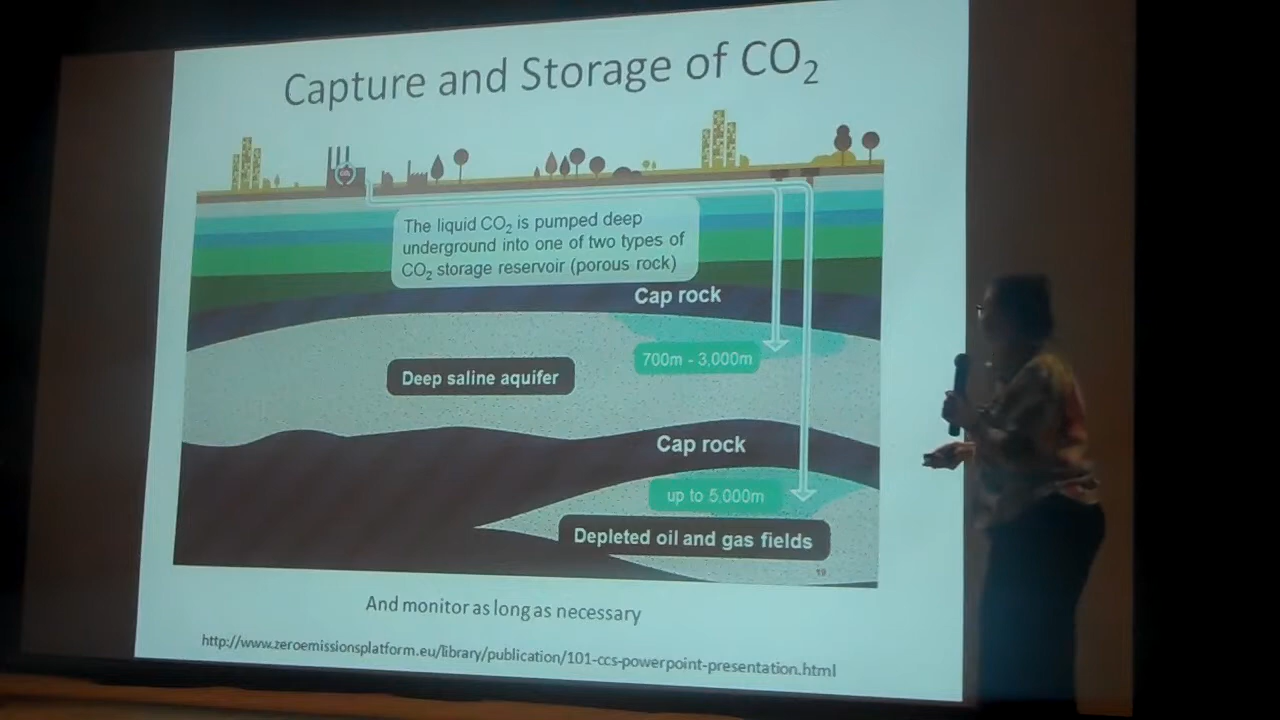 Capture and Storage of CO₂
The liquid CO₂ is pumped deep
underground into one of two types of
CO₂ storage reservoir (porous rock)
Cap rock
700m - 3,000m
Deep saline aquifer
Cap rock
up to 5,000m
Depleted oil and gas fields
19
And monitor as long as necessary
http://www.zeroemissionsplatform.eu/library/publication/101-ccs-powerpoint-presentation.html